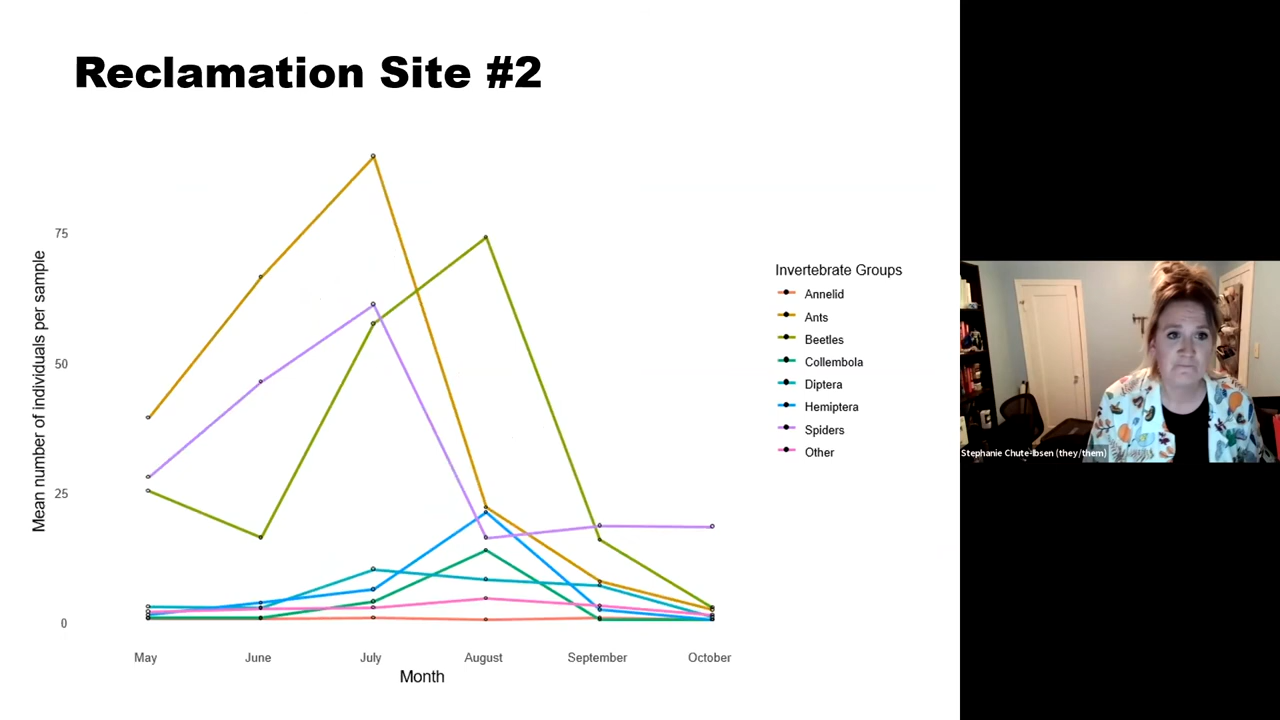 Reclamation Site #2
Mean number of individuals per sample
75
50
25
0
May June July August September October
Month
Invertebrate Groups
Annelid
Ants
Beetles
Collembola
Diptera
Hemiptera
Spiders
Other
Stephanie Chute-Ibsen (they/them)